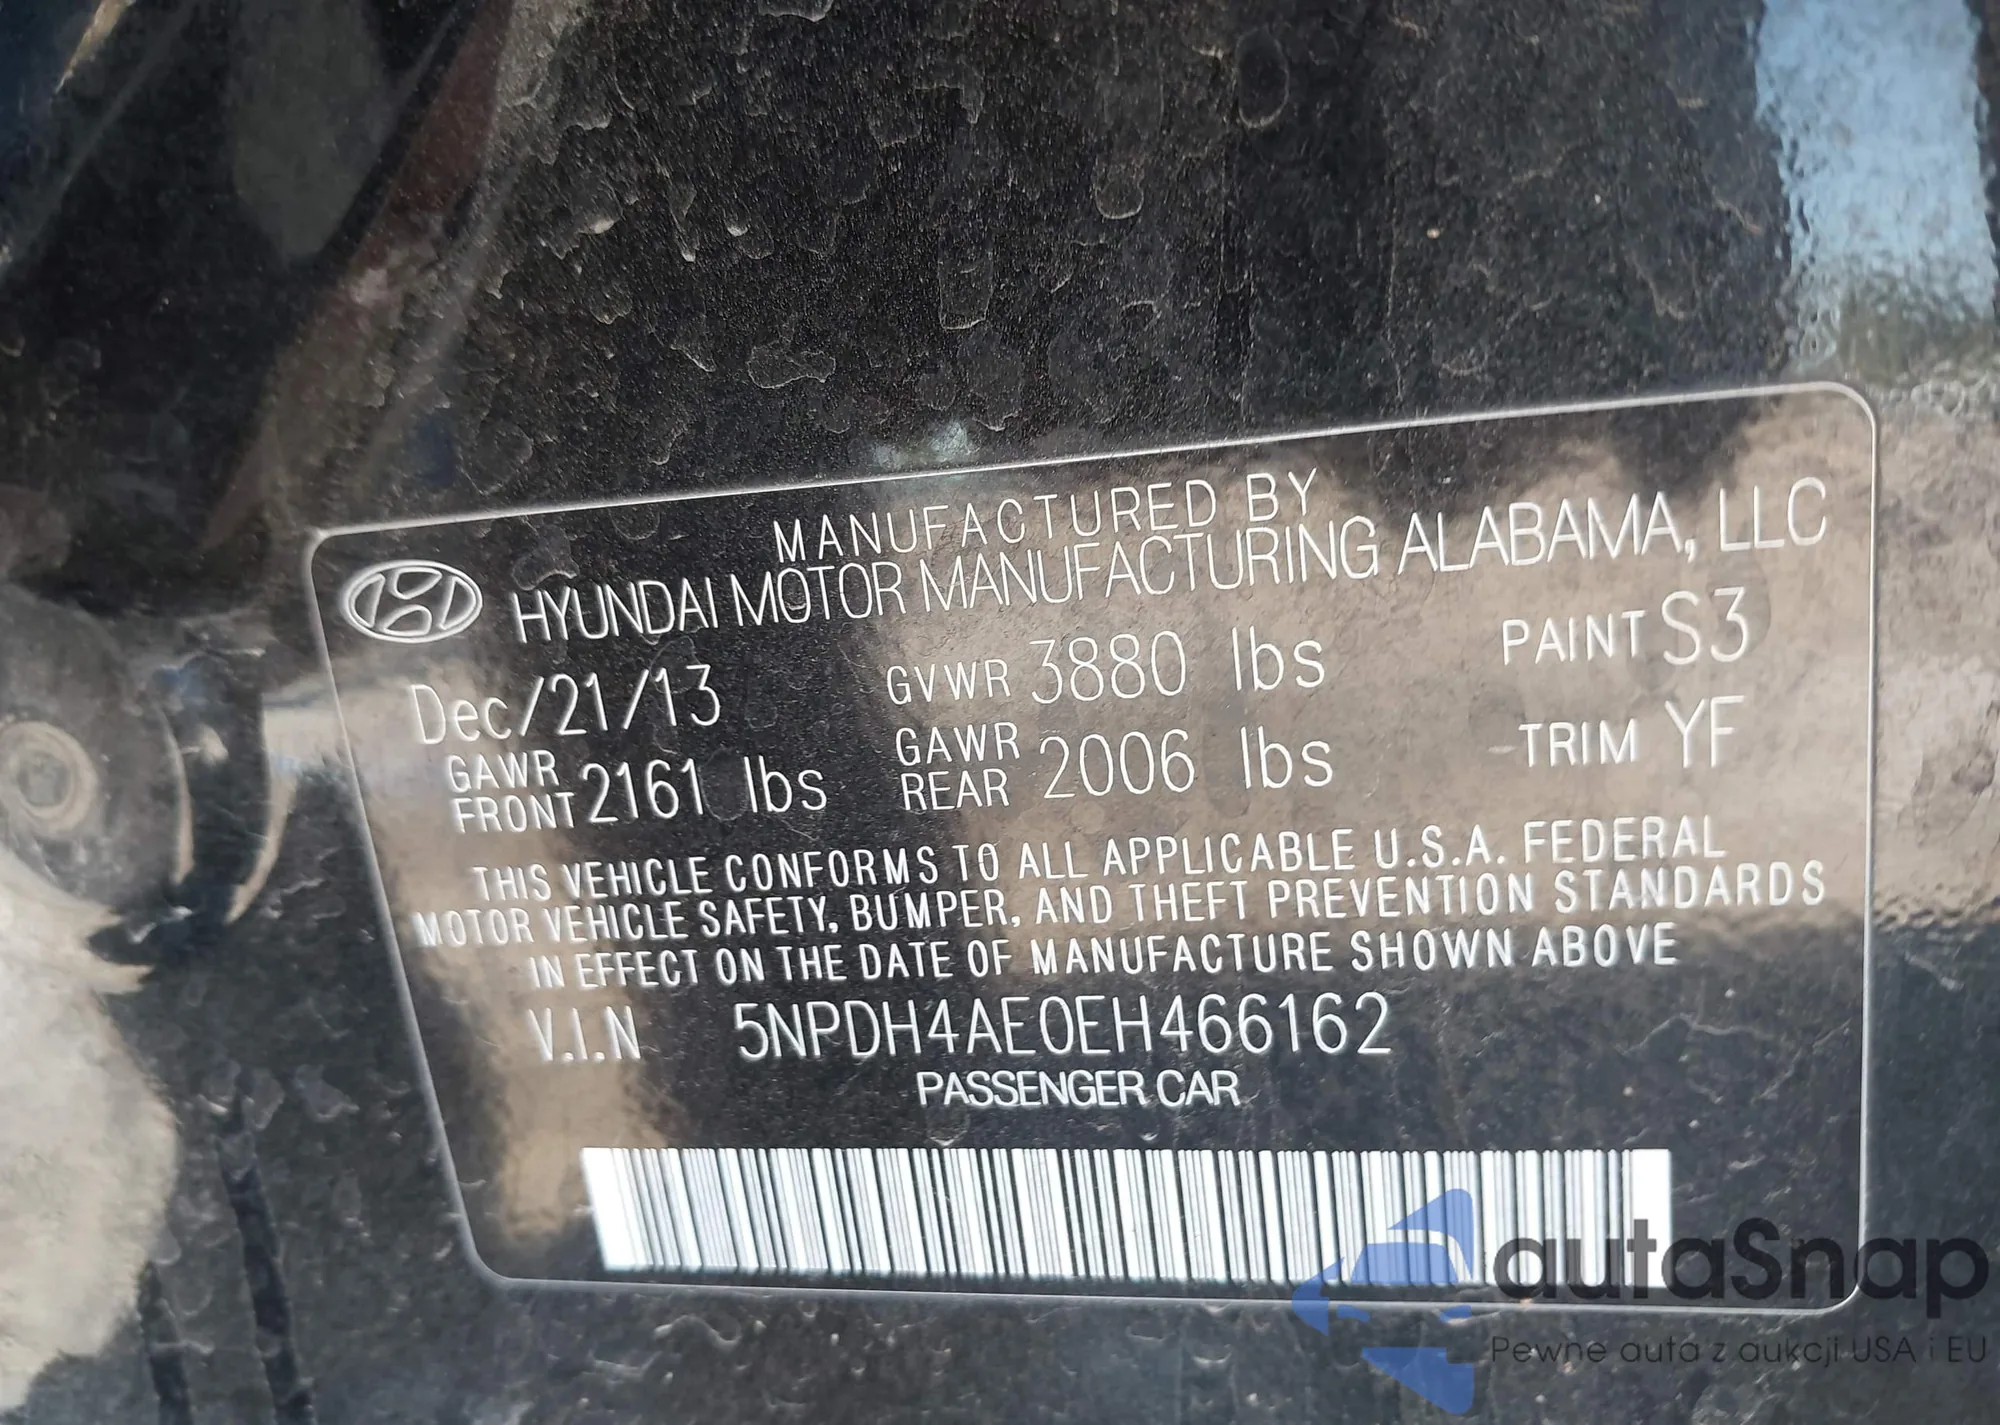 MANUFACTURED BY
HYUNDAI MOTOR MANUFACTURING ALABAMA, LLC
Dec/21/13 GVWR 3880 lbs PAINT S3
GAWR FRONT 2161 lbs GAWR REAR 2006 lbs TRIM YF
THIS VEHICLE CONFORMS TO ALL APPLICABLE U.S.A. FEDERAL
MOTOR VEHICLE SAFETY, BUMPER, AND THEFT PREVENTION STANDARDS
IN EFFECT ON THE DATE OF MANUFACTURE SHOWN ABOVE
V.I.N 5NPDH4AE0EH466162
PASSENGER CAR
autaSnap
Pewne auta z aukcji USA i EU